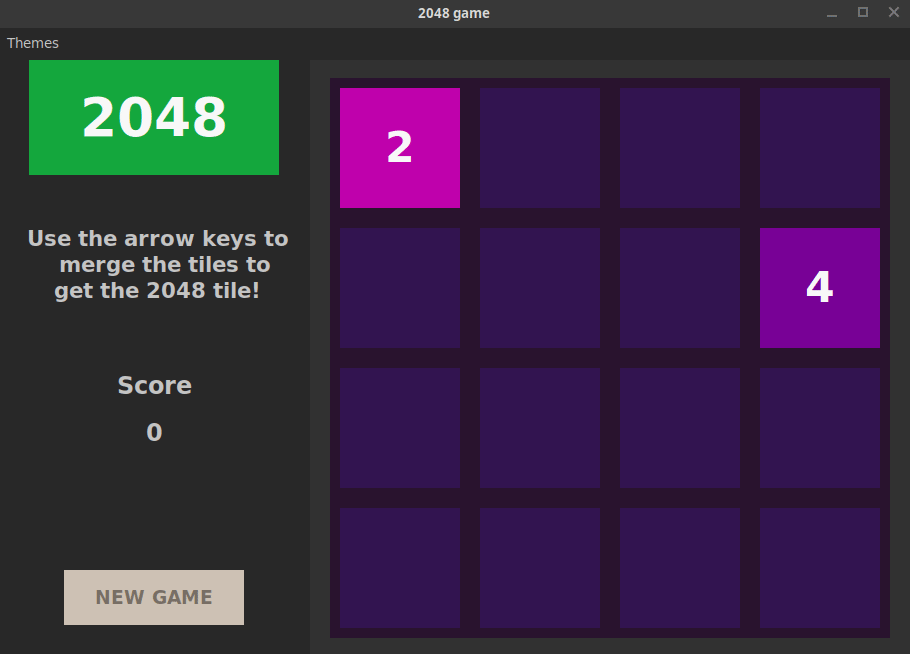 2048 game
Themes
2048
Use the arrow keys to
merge the tiles to
get the 2048 tile!
Score
0
NEW GAME
2
4